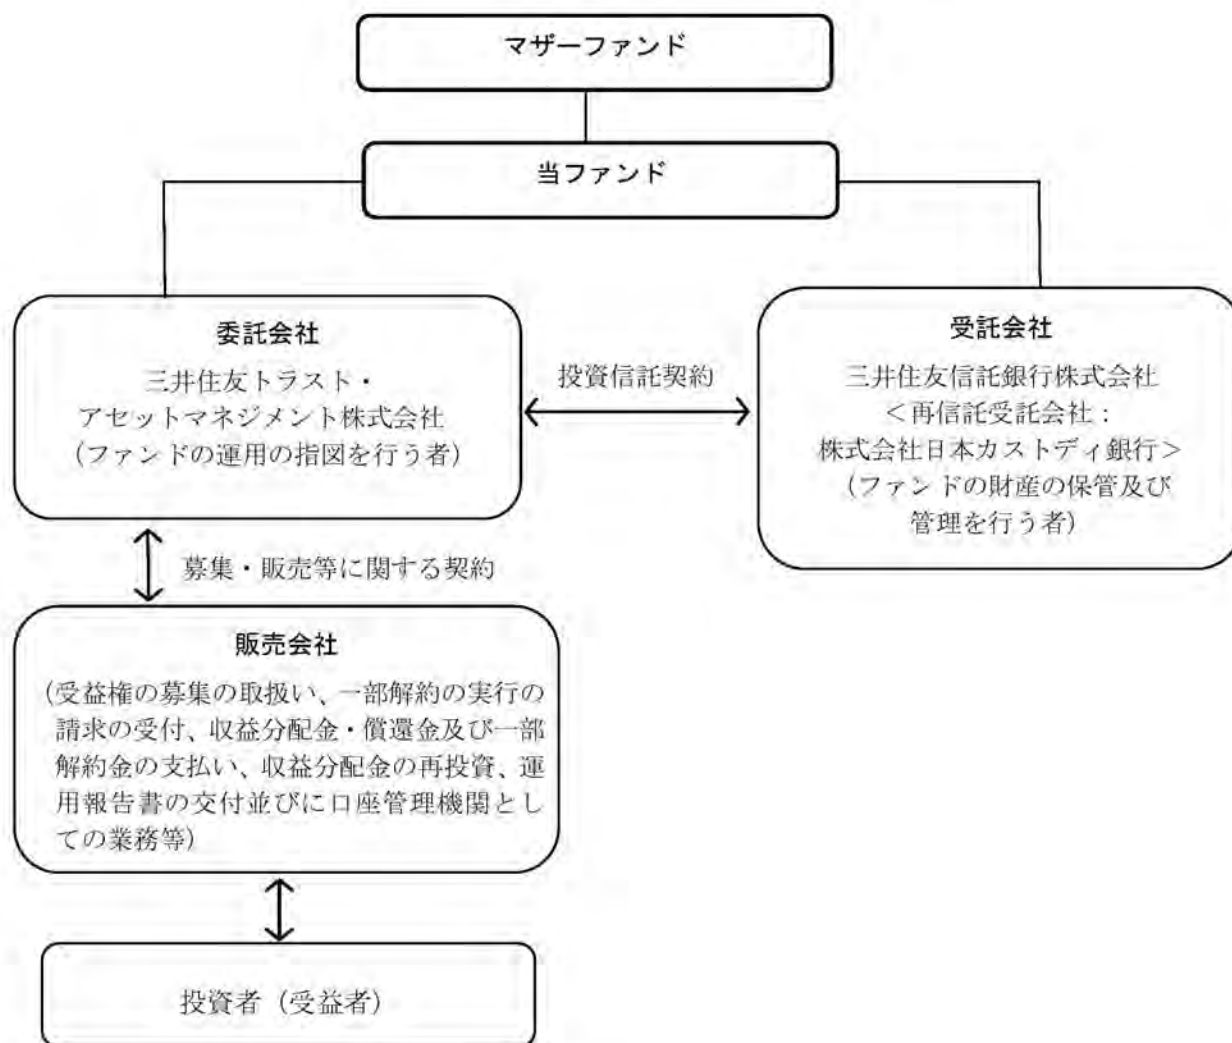 マザーファンド
当ファンド
委託会社
三井住友トラスト・
アセットマネジメント株式会社
（ファンドの運用の指図を行う者）
投資信託契約
受託会社
三井住友信託銀行株式会社
＜再信託受託会社：
株式会社日本カストディ銀行＞
（ファンドの財産の保管及び
管理を行う者）
募集・販売等に関する契約
販売会社
（受益権の募集の取扱い、一部解約の実行の
請求の受付、収益分配金・償還金及び一部
解約金の支払い、収益分配金の再投資、運
用報告書の交付並びに口座管理機関とし
ての業務等）
投資者（受益者）